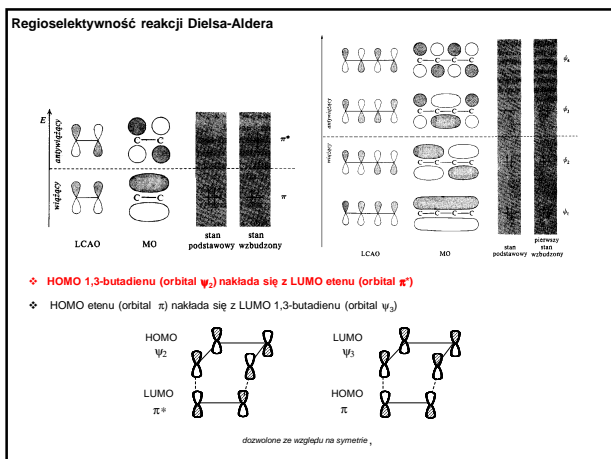 Regioselektywność reakcji Dielsa-Aldera
E
antywiążący
wiążący
C—C
C—C
π*
π
LCAO
MO
stan
podstawowy
stan
wzbudzony
antywiążący
wiążący
C—C—C—C
C—C—C—C
C—C—C—C
C—C—C—C
ψ₄
ψ₃
ψ₂
ψ₁
LCAO
MO
stan
podstawowy
pierwszy
stan
wzbudzony
❖ HOMO 1,3-butadienu (orbital ψ₂) nakłada się z LUMO etenu (orbital π*)
❖ HOMO etenu (orbital π) nakłada się z LUMO 1,3-butadienu (orbital ψ₃)
HOMO
ψ₂
LUMO
π*
LUMO
ψ₃
HOMO
π
dozwolone ze względu na symetrie,